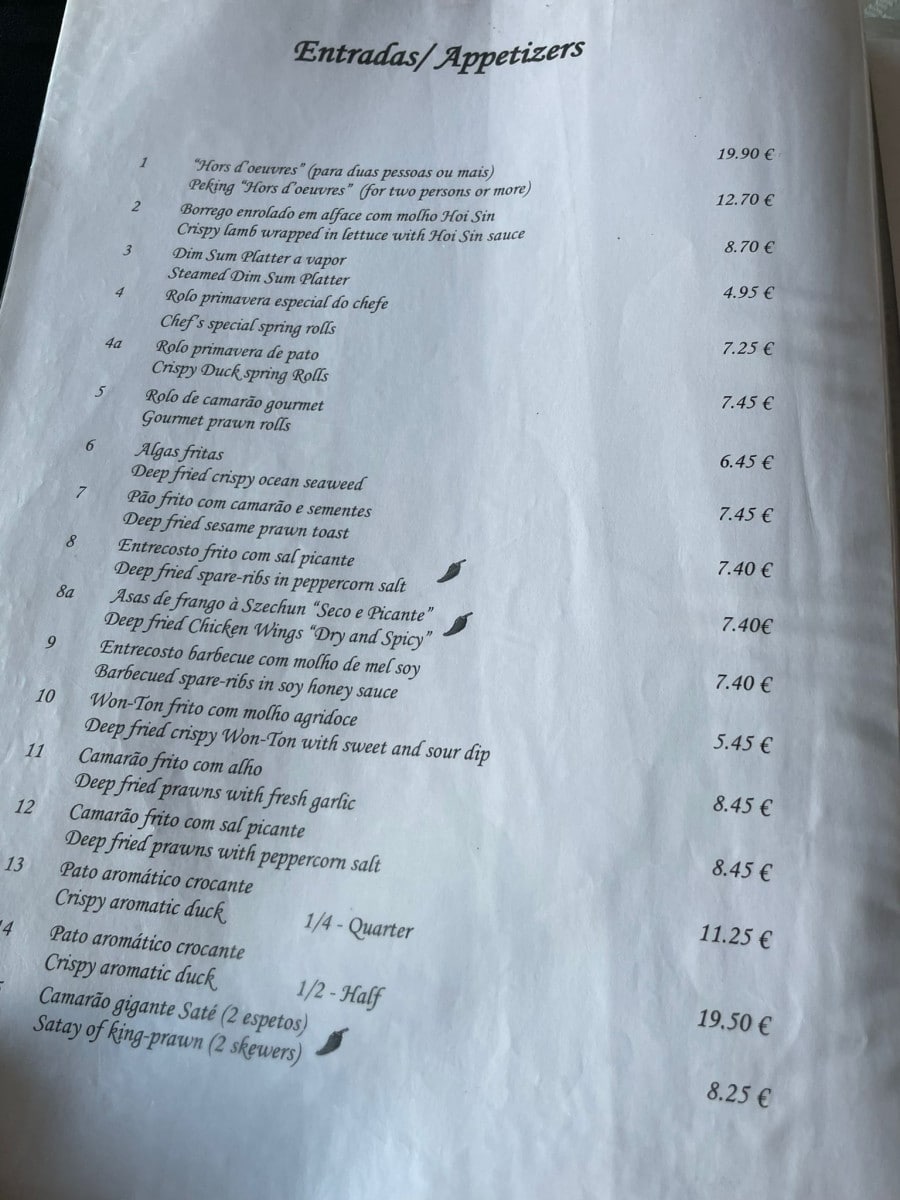 Entradas/ Appetizers
1 "Hors d'oeuvres" (para duas pessoas ou mais) 19.90 €
Peking "Hors d'oeuvres" (for two persons or more)
2 Borrego enrolado em alface com molho Hoi Sin 12.70 €
Crispy lamb wrapped in lettuce with Hoi Sin sauce
3 Dim Sum Platter a vapor 8.70 €
Steamed Dim Sum Platter
4 Rolo primavera especial do chefe 4.95 €
Chef's special spring rolls
4a Rolo primavera de pato 7.25 €
Crispy Duck spring Rolls
5 Rolo de camarão gourmet 7.45 €
Gourmet prawn rolls
6 Algas fritas 6.45 €
Deep fried crispy ocean seaweed
7 Pão frito com camarão e sementes 7.45 €
Deep fried sesame prawn toast
8 Entrecosto frito com sal picante 7.40 €
Deep fried spare-ribs in peppercorn salt
8a Asas de frango à Szechun "Seco e Picante" 7.40€
Deep fried Chicken Wings "Dry and Spicy"
9 Entrecosto barbecue com molho de mel soy 7.40 €
Barbecued spare-ribs in soy honey sauce
10 Won-Ton frito com molho agridoce 5.45 €
Deep fried crispy Won-Ton with sweet and sour dip
11 Camarão frito com alho 8.45 €
Deep fried prawns with fresh garlic
12 Camarão frito com sal picante 8.45 €
Deep fried prawns with peppercorn salt
13 Pato aromático crocante 11.25 €
Crispy aromatic duck 1/4 - Quarter
4 Pato aromático crocante 19.50 €
Crispy aromatic duck 1/2 - Half
Camarão gigante Saté (2 espetos) 8.25 €
Satay of king-prawn (2 skewers)